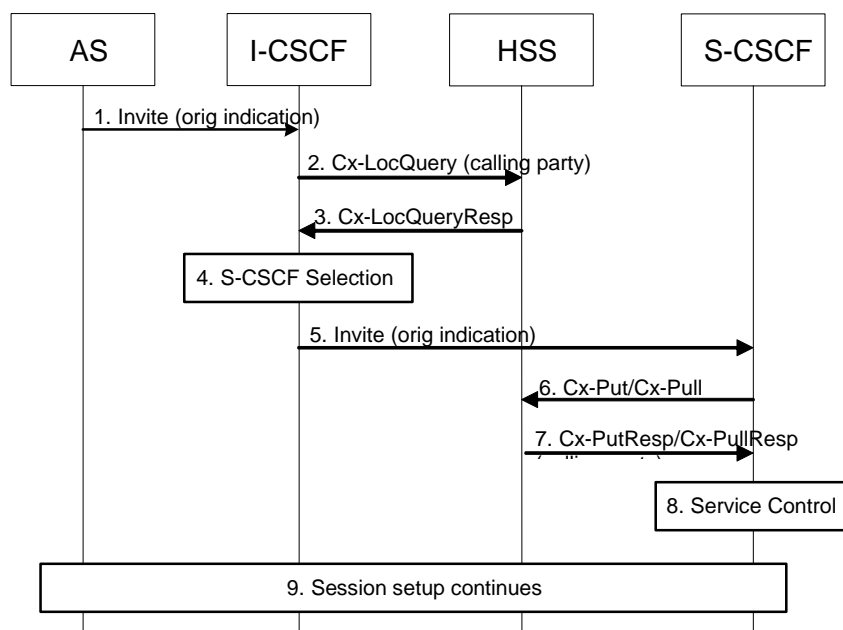 AS
I-CSCF
HSS
S-CSCF
1. Invite (orig indication)
2. Cx-LocQuery (calling party)
3. Cx-LocQueryResp
4. S-CSCF Selection
5. Invite (orig indication)
6. Cx-Put/Cx-Pull
7. Cx-PutResp/Cx-PullResp
8. Service Control
9. Session setup continues